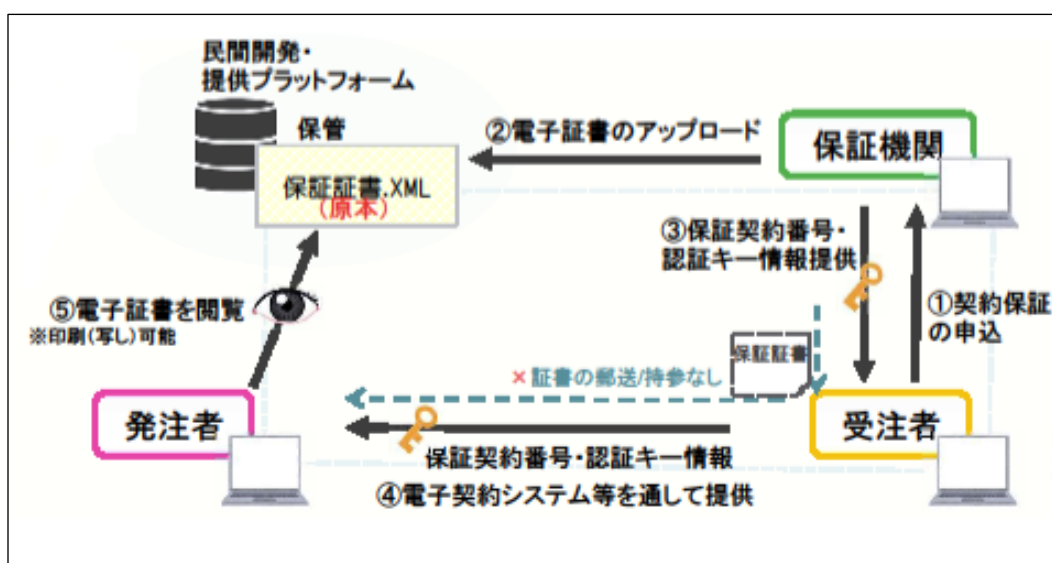 民間開発・
提供プラットフォーム
保管
保証証書.XML
(原本)
②電子証書のアップロード
保証機関
③保証契約番号・
認証キー情報提供
①契約保証
の申込
⑤電子証書を閲覧
※印刷(写し)可能
保証証書
×証書の郵送/持参なし
発注者
受注者
保証契約番号・認証キー情報
④電子契約システム等を通して提供